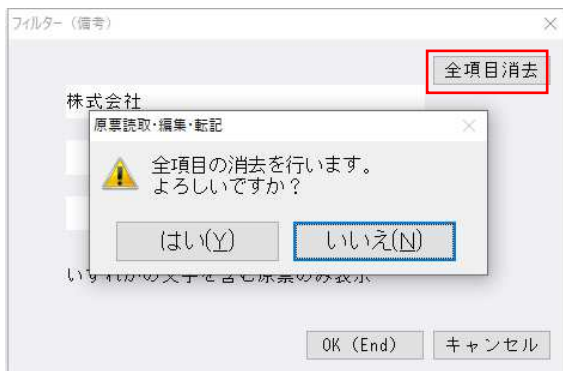 フィルター（備考）
全項目消去
株式会社
原票読取・編集・転記
全項目の消去を行います。
よろしいですか？
はい(Y)
いいえ(N)
いずれかの文字を含む原票のみ表示
OK (End)
キャンセル